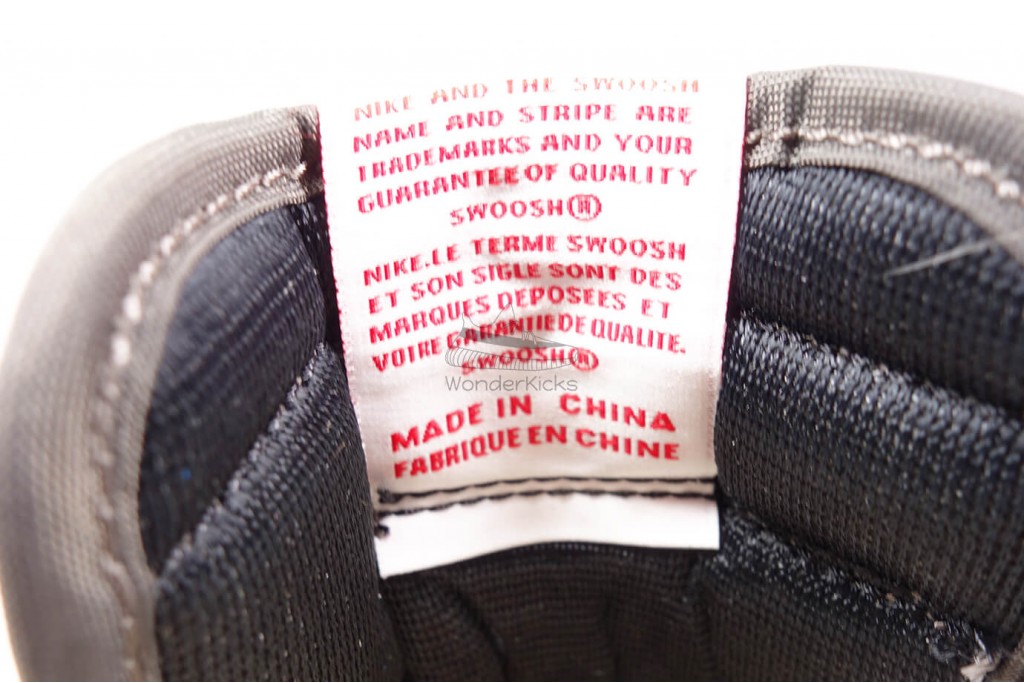 NIKE AND THE SWOOSH
NAME AND STRIPE ARE
TRADEMARKS AND YOUR
GUARANTEE OF QUALITY
SWOOSH®
NIKE.LE TERME SWOOSH
ET SON SIGLE SONT DES
MARQUES DEPOSEES ET
VOTRE GARANTIE DE QUALITE.
SWOOSH®
WonderKicks
MADE IN CHINA
FABRIQUE EN CHINE